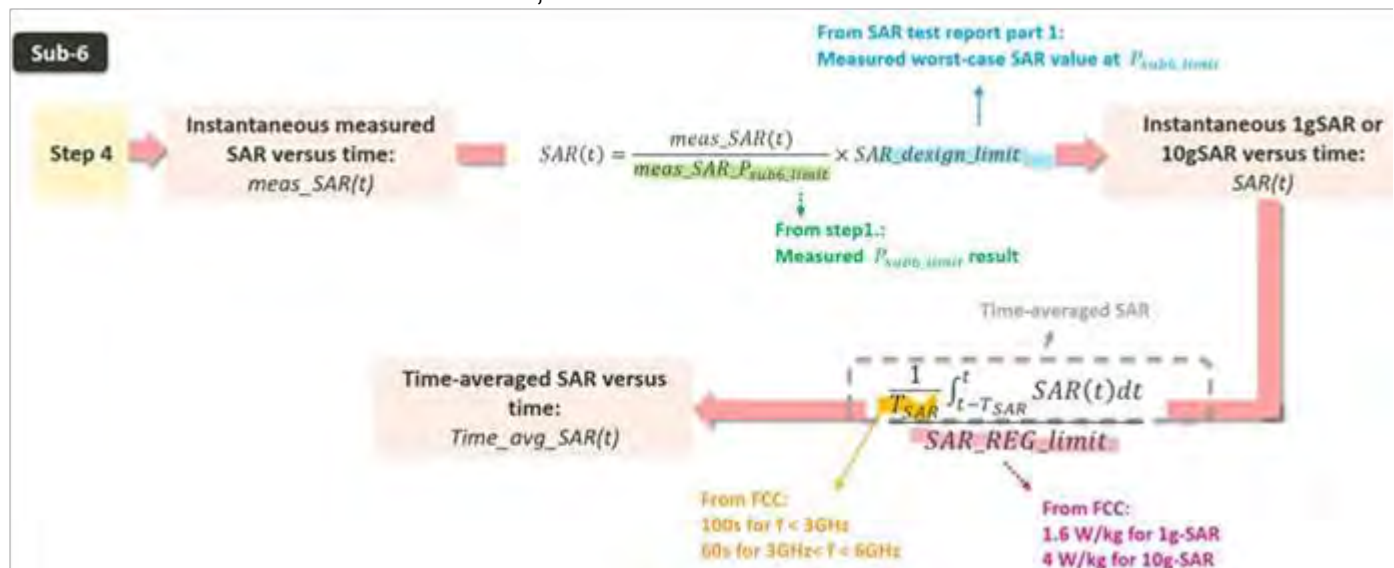 Sub-6
From SAR test report part 1:
Measured worst-case SAR value at P_sub6_limit
Step 4
Instantaneous measured
SAR versus time:
meas_SAR(t)
SAR(t) = meas_SAR(t) / meas_SAR_P_sub6_limit × SAR_design_limit
Instantaneous 1gSAR or
10gSAR versus time:
SAR(t)
From step1.:
Measured P_sub6_limit result
Time-averaged SAR
Time-averaged SAR versus
time:
Time_avg_SAR(t)
1/T_SAR ∫_{t-T_SAR}^{t} SAR(t)dt
SAR_REG_limit
From FCC:
100s for f < 3GHz
60s for 3GHz< f < 6GHz
From FCC:
1.6 W/kg for 1g-SAR
4 W/kg for 10g-SAR